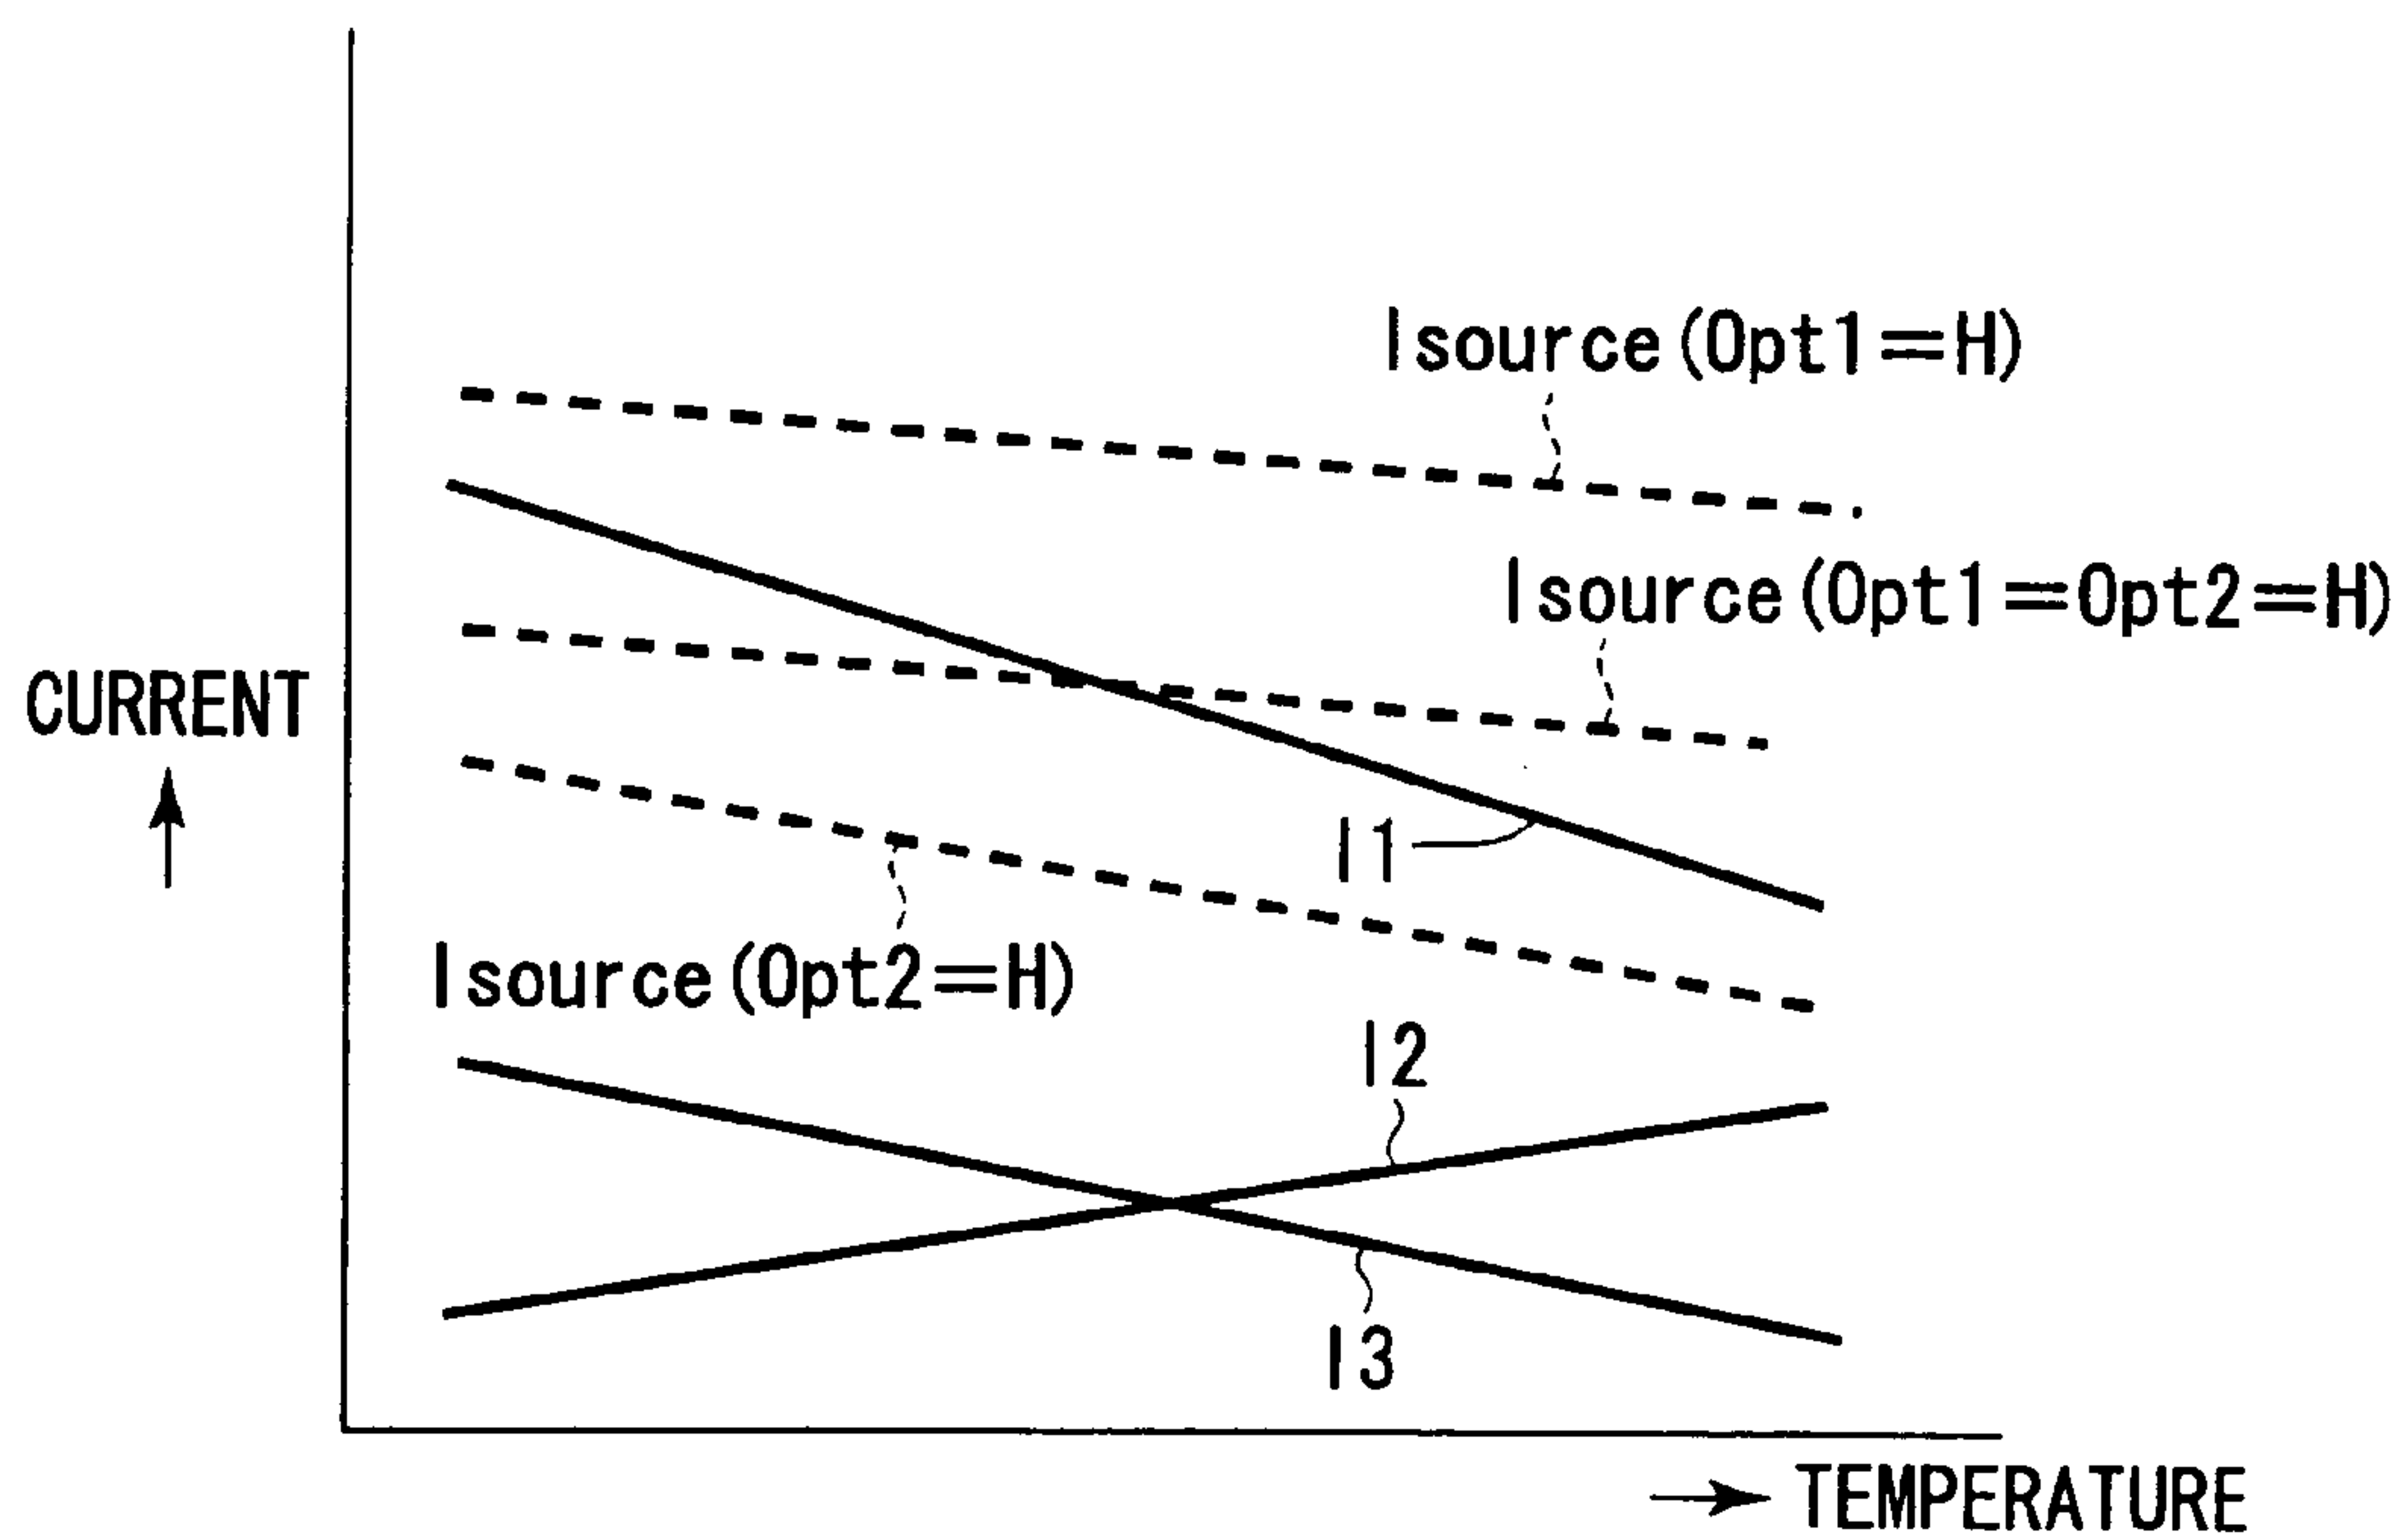 Isource(Opt1=H)
Isource(Opt1=Opt2=H)
CURRENT
I1
Isource(Opt2=H)
I2
I3
TEMPERATURE